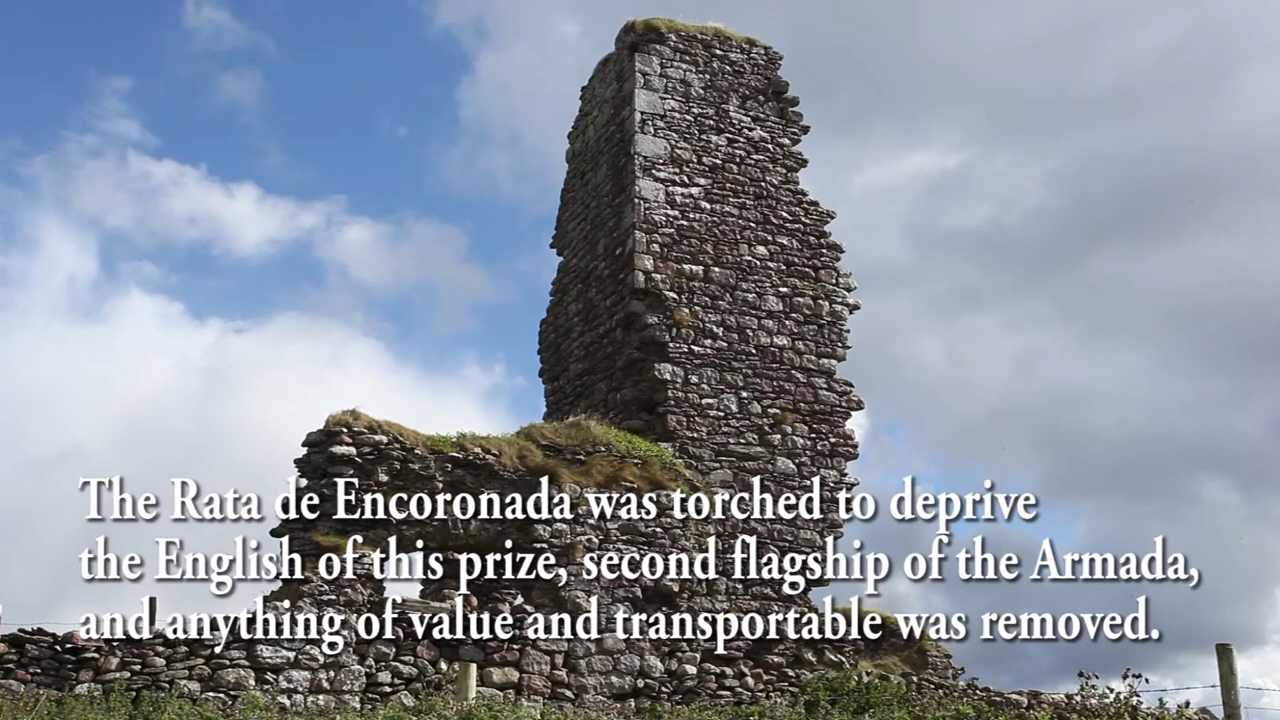 The Rata de Encoronada was torched to deprive
the English of this prize, second flagship of the Armada,
and anything of value and transportable was removed.